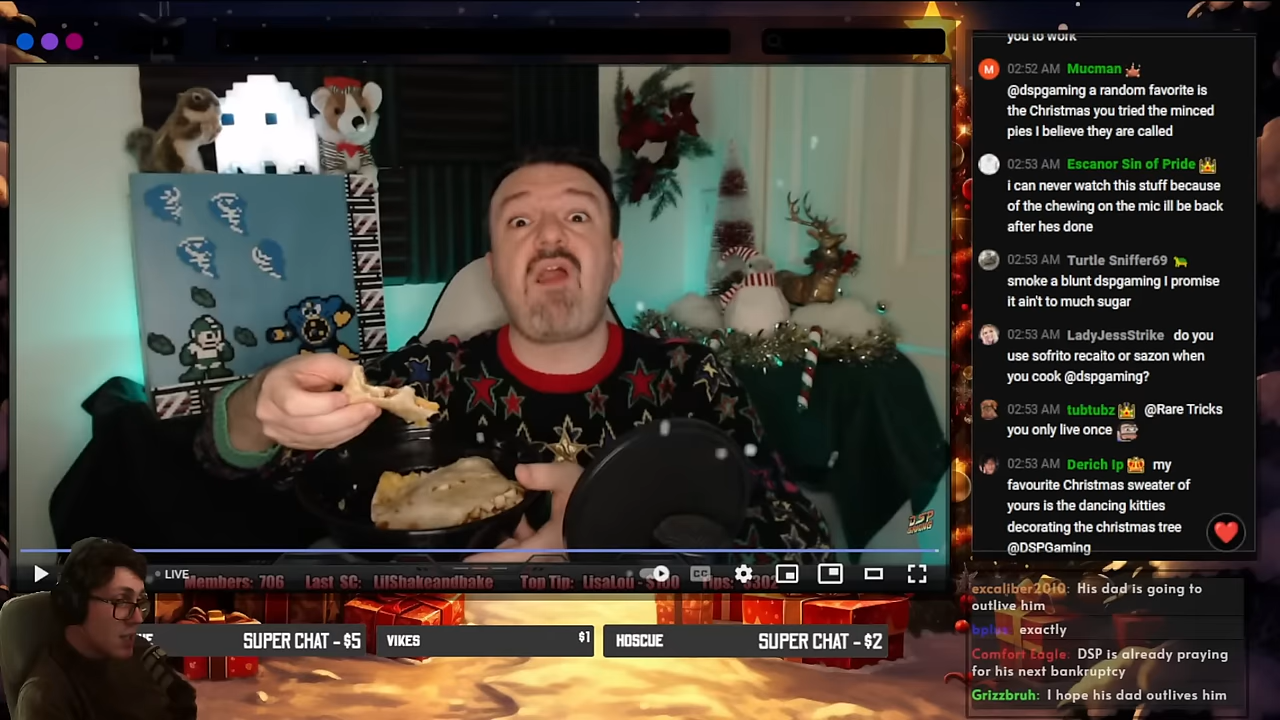 you to work
M 02:52 AM Mucman
@dspgaming a random favorite is
the Christmas you tried the minced
pies I believe they are called
02:53 AM Escanor Sin of Pride
i can never watch this stuff because
of the chewing on the mic ill be back
after hes done
02:53 AM Turtle Sniffer69
smoke a blunt dspgaming I promise
it ain't to much sugar
02:53 AM LadyJessStrike do you
use sofrito recaito or sazon when
you cook @dspgaming?
02:53 AM tubtubz @Rare Tricks
you only live once
02:53 AM Derich Ip my
favourite Christmas sweater of
yours is the dancing kitties
decorating the christmas tree
@DSPGaming
LIVE
CC
Members: 706 Last SC: LilShakeandbake Top Tip: LisaLou - $100
SUPER CHAT - $5
VIKES $1
HOSCUE SUPER CHAT - $2
excaliber2010: His dad is going to
outlive him
exactly
Comfort Eagle: DSP is already praying
for his next bankruptcy
Grizzbruh: I hope his dad outlives him